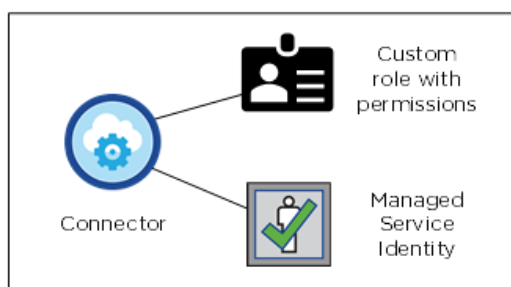 Custom
role with
permissions
Connector
Managed
Service
Identity